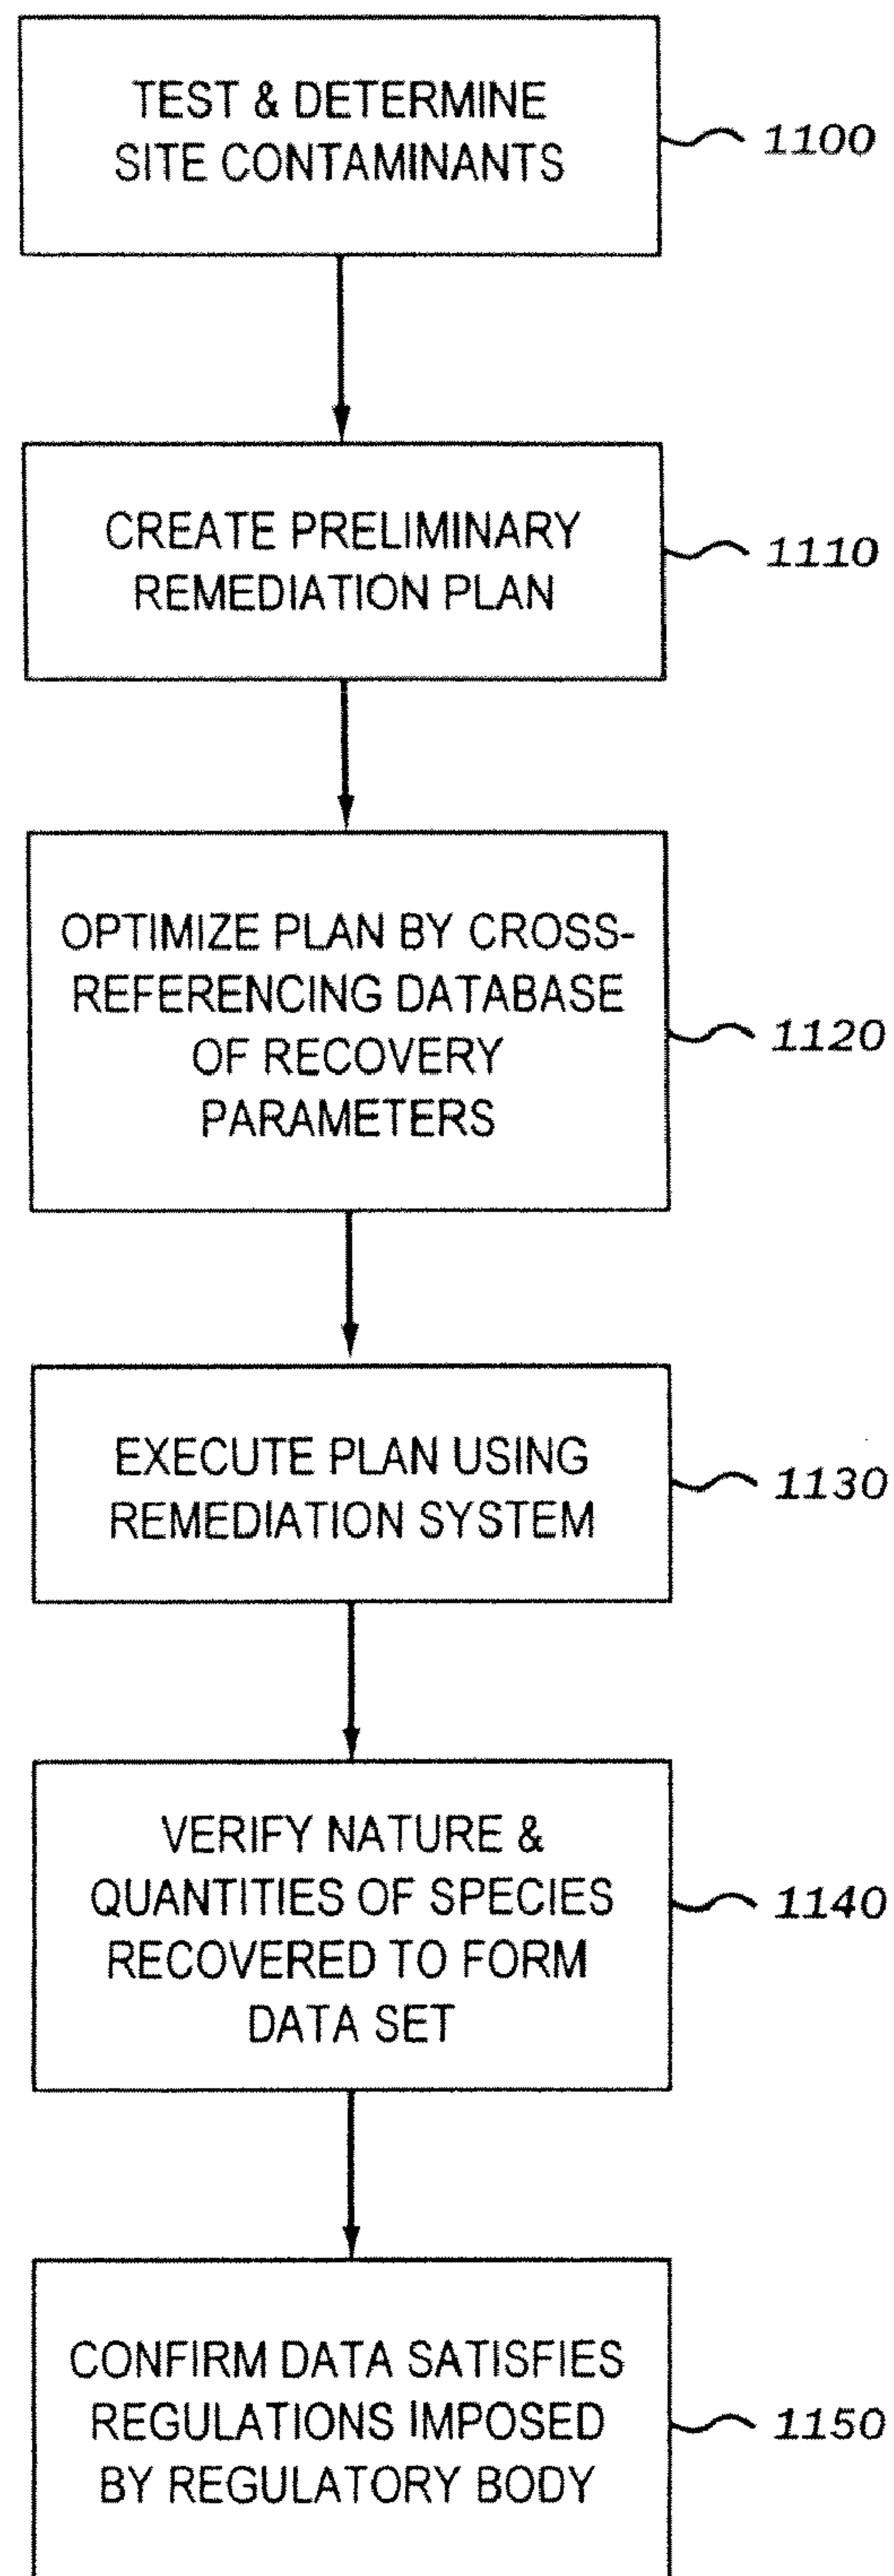 TEST & DETERMINE
SITE CONTAMINANTS
1100
CREATE PRELIMINARY
REMEDIATION PLAN
1110
OPTIMIZE PLAN BY CROSS-
REFERENCING DATABASE
OF RECOVERY
PARAMETERS
1120
EXECUTE PLAN USING
REMEDIATION SYSTEM
1130
VERIFY NATURE &
QUANTITIES OF SPECIES
RECOVERED TO FORM
DATA SET
1140
CONFIRM DATA SATISFIES
REGULATIONS IMPOSED
BY REGULATORY BODY
1150